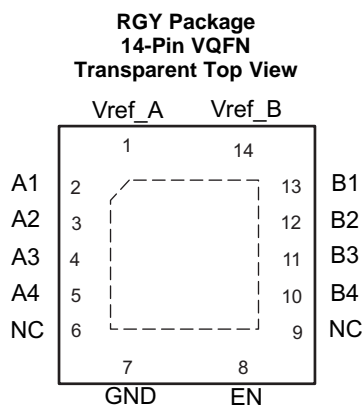 RGY Package
14-Pin VQFN
Transparent Top View
Vref_A Vref_B
1 14
A1 2 13 B1
A2 3 12 B2
A3 4 11 B3
A4 5 10 B4
NC 6 9 NC
7 8
GND EN